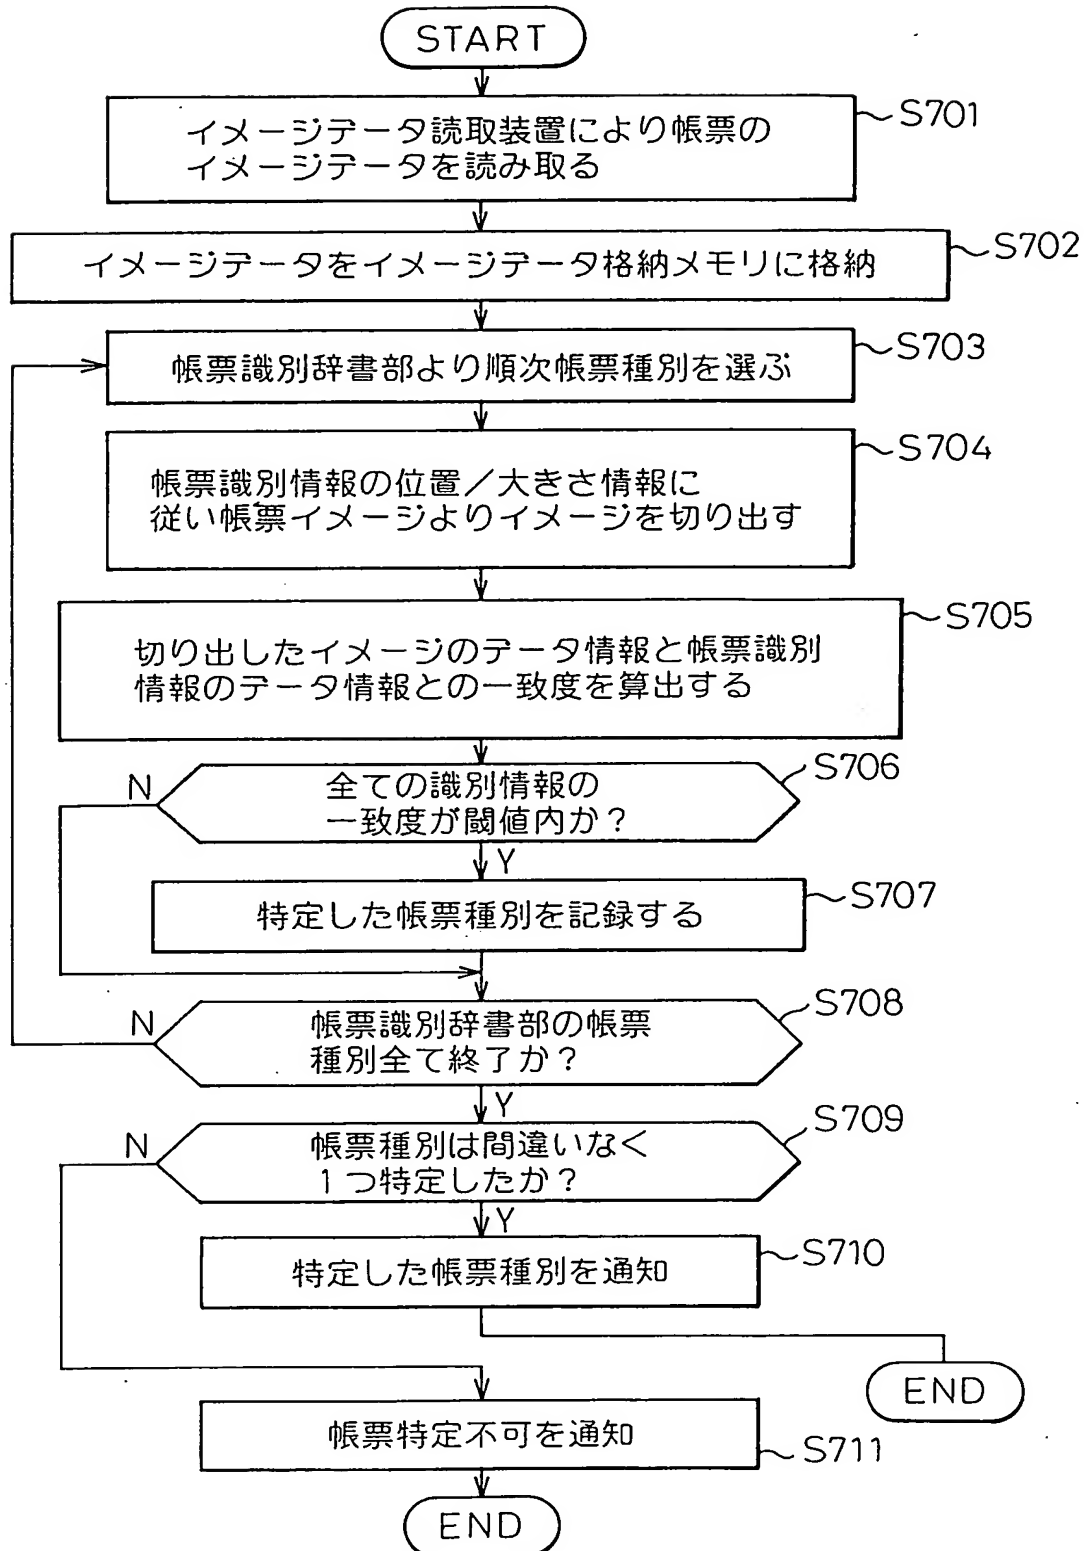 START
イメージデータ読取装置により帳票の
イメージデータを読み取る
S701
イメージデータをイメージデータ格納メモリに格納
S702
帳票識別辞書部より順次帳票種別を選ぶ
S703
帳票識別情報の位置／大きさ情報に
従い帳票イメージよりイメージを切り出す
S704
切り出したイメージのデータ情報と帳票識別
情報のデータ情報との一致度を算出する
S705
全ての識別情報の
一致度が閾値内か？
S706
N
Y
特定した帳票種別を記録する
S707
帳票識別辞書部の帳票
種別全て終了か？
S708
N
Y
帳票種別は間違いなく
1つ特定したか？
S709
N
Y
特定した帳票種別を通知
S710
END
帳票特定不可を通知
S711
END